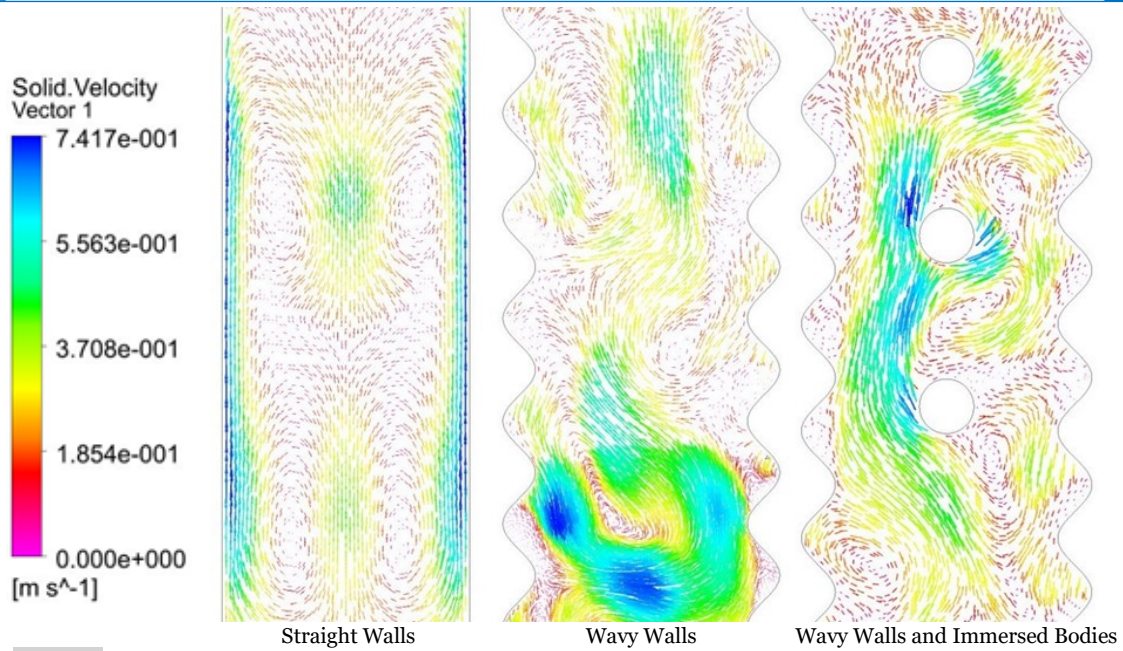 Solid.Velocity
Vector 1
7.417e-001
5.563e-001
3.708e-001
1.854e-001
0.000e+000
[m s^-1]
Straight Walls
Wavy Walls
Wavy Walls and Immersed Bodies